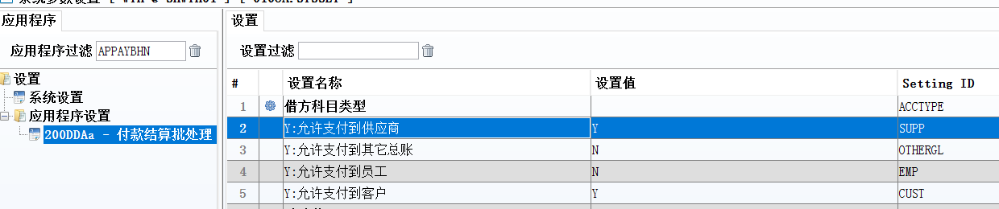 应用程序
应用程序过滤 APPAYBHN
设置
系统设置
应用程序设置
200DDAa - 付款结算批处理
设置
设置过滤
# 设置名称 设置值 Setting ID
1 借方科目类型 ACCTYPE
2 Y:允许支付到供应商 Y SUPP
3 Y:允许支付到其它总账 N OTHERGL
4 Y:允许支付到员工 N EMP
5 Y:允许支付到客户 Y CUST